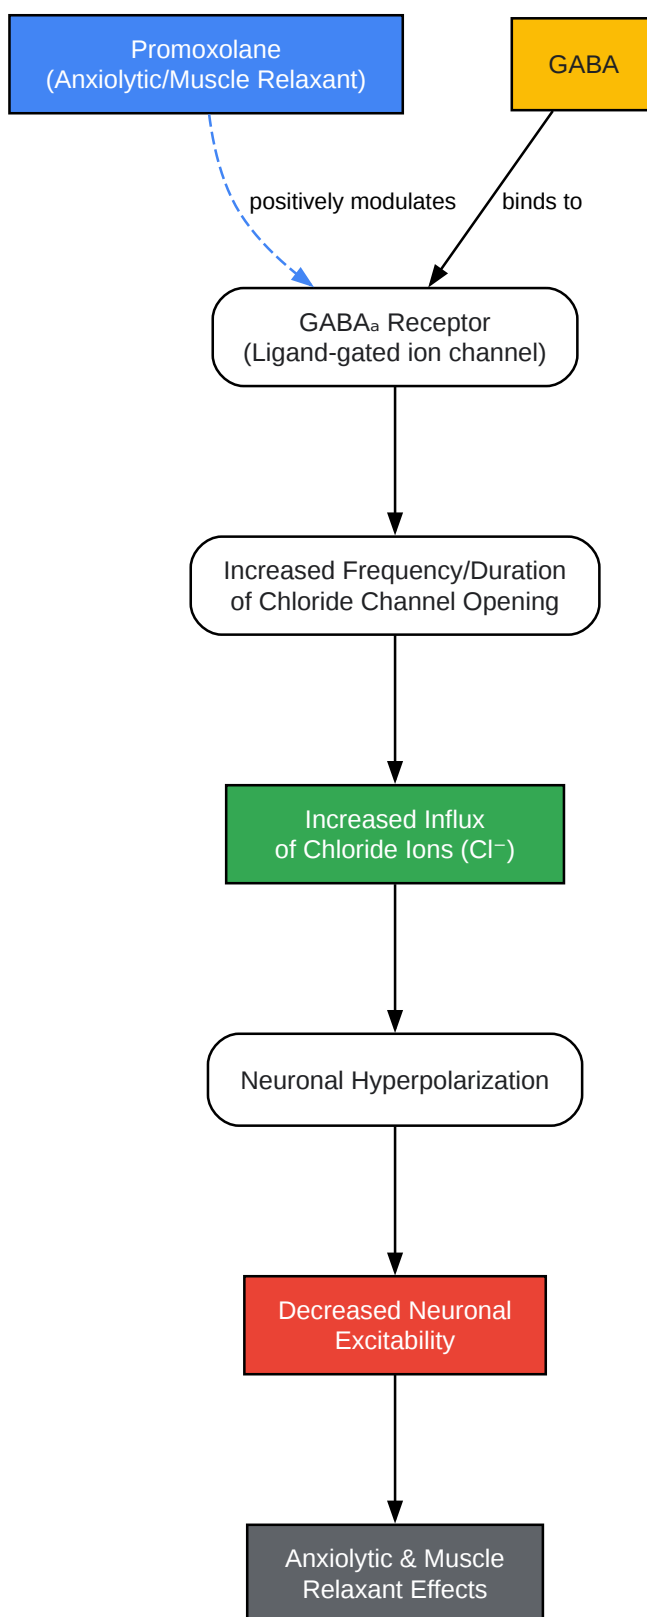 Promoxolane
(Anxiolytic/Muscle Relaxant)
GABA
positively modulates
binds to
GABAₐ Receptor
(Ligand-gated ion channel)
Increased Frequency/Duration
of Chloride Channel Opening
Increased Influx
of Chloride Ions (Cl⁻)
Neuronal Hyperpolarization
Decreased Neuronal
Excitability
Anxiolytic & Muscle
Relaxant Effects